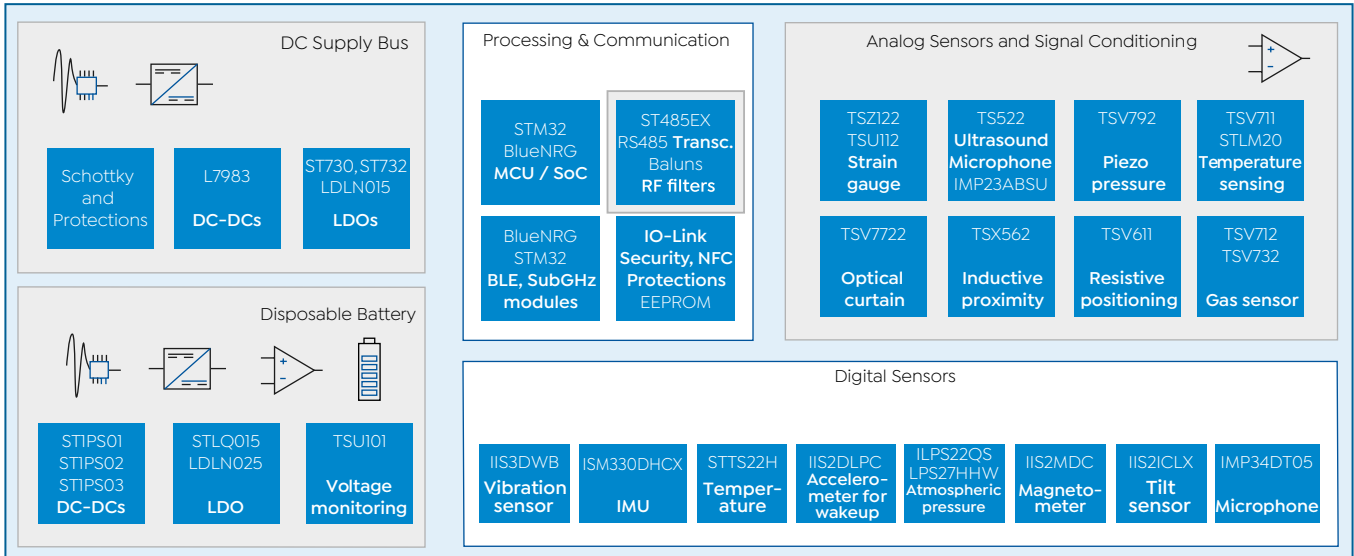 DC Supply Bus
Schottky
and
Protections
L7983
DC-DCs
ST730, ST732
LDLN015
LDOs
Disposable Battery
ST1PS01
ST1PS02
ST1PS03
DC-DCs
STLQ015
LDLN025
LDO
TSU101
Voltage
monitoring
Processing & Communication
STM32
BlueNRG
MCU / SoC
ST485EX
RS485 Transc.
Baluns
RF filters
BlueNRG
STM32
BLE, SubGHz
modules
IO-Link
Security, NFC
Protections
EEPROM
Analog Sensors and Signal Conditioning
TSZ122
TSU112
Strain
gauge
TS522
Ultrasound
Microphone
IMP23ABSU
TSV792
Piezo
pressure
TSV711
STLM20
Temperature
sensing
TSV7722
Optical
curtain
TSX562
Inductive
proximity
TSV611
Resistive
positioning
TSV712
TSV732
Gas sensor
Digital Sensors
IIS3DWB
Vibration
sensor
ISM330DHCX
IMU
STTS22H
Temper-
ature
IIS2DLPC
Accelero-
meter for
wakeup
ILPS22QS
LPS27HHW
Atmospheric
pressure
IIS2MDC
Magneto-
meter
IIS2ICLX
Tilt
sensor
IMP34DT05
Microphone